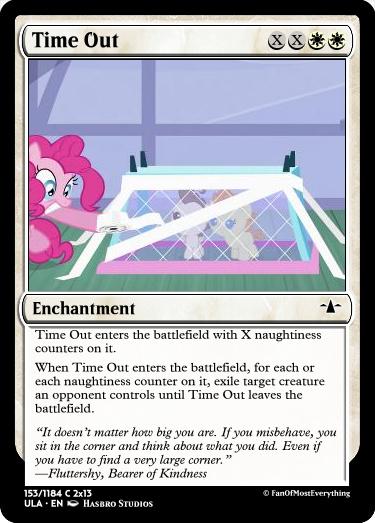 Time Out
X X
Enchantment
Time Out enters the battlefield with X naughtiness
counters on it.
When Time Out enters the battlefield, for each or
each naughtiness counter on it, exile target creature
an opponent controls until Time Out leaves the
battlefield.
“It doesn’t matter how big you are. If you misbehave, you
sit in the corner and think about what you did. Even if
you have to find a very large corner.”
—Fluttershy, Bearer of Kindness
153/1184 C 2x13
ULA • EN Hasbro Studios
© FanOfMostEverything